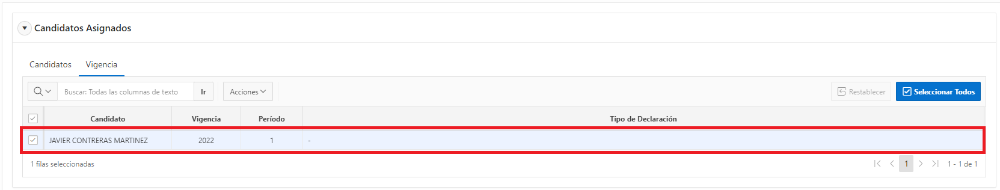 Candidatos Asignados
Candidatos Vigencia
Buscar: Todas las columnas de texto Ir Acciones Restablecer Seleccionar Todos
Candidato Vigencia Período Tipo de Declaración
JAVIER CONTRERAS MARTINEZ 2022 1 -
1 filas seleccionadas 1 1 - 1 de 1